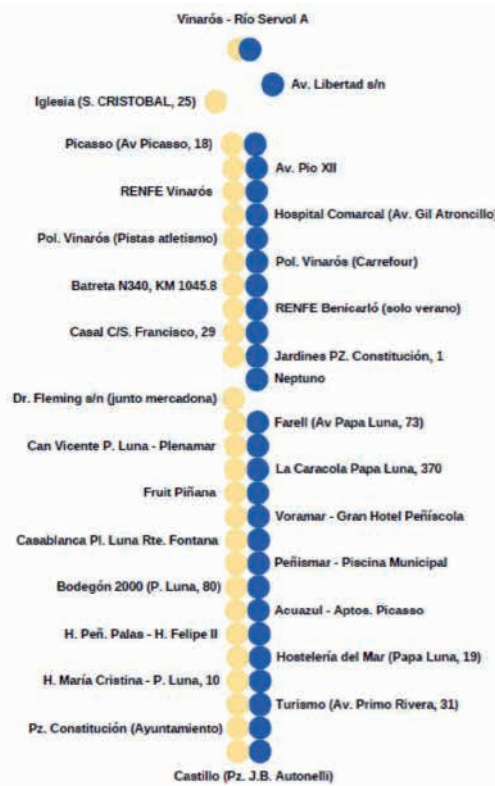 Vinarós - Río Servol A
Av. Libertad s/n
Iglesia (S. CRISTOBAL, 25)
Picasso (Av Picasso, 18)
Av. Pio XII
RENFE Vinarós
Hospital Comarcal (Av. Gil Atroncillo)
Pol. Vinarós (Pistas atletismo)
Pol. Vinarós (Carrefour)
Batreta N340, KM 1045.8
RENFE Benicarló (solo verano)
Casal C/S. Francisco, 29
Jardines PZ. Constitución, 1
Neptuno
Dr. Fleming s/n (junto mercadona)
Farell (Av Papa Luna, 73)
Can Vicente P. Luna - Plenamar
La Caracola Papa Luna, 370
Fruit Piñana
Voramar - Gran Hotel Peñíscola
Casablanca Pl. Luna Rte. Fontana
Peñismar - Piscina Municipal
Bodegón 2000 (P. Luna, 80)
Acuazul - Aptos. Picasso
H. Peñ. Palas - H. Felipe II
Hostelería del Mar (Papa Luna, 19)
H. María Cristina - P. Luna, 10
Turismo (Av. Primo Rivera, 31)
Pz. Constitución (Ayuntamiento)
Castillo (Pz. J.B. Autonelli)